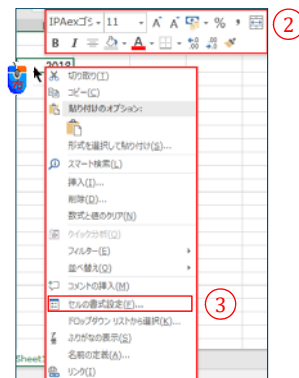 IPAexゴシ 11 A A % ,
②
B I A
2018
切り取り(T)
コピー(C)
貼り付けのオプション:
形式を選択して貼り付け(S)...
スマート検索(L)
挿入(I)...
削除(D)...
数式と値のクリア(N)
クイック分析(Q)
フィルター(E)
並べ替え(O)
コメントの挿入(M)
セルの書式設定(F)...
③
ドロップダウン リストから選択(K)...
ふりがなの表示(S)
名前の定義(A)...
リンク(I)
Sheet